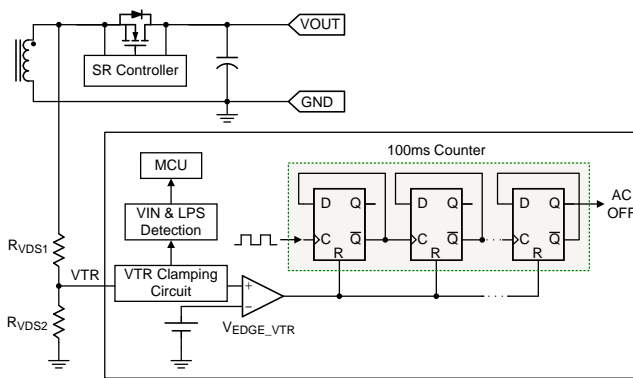 VOUT
SR Controller
GND
100ms Counter
MCU
D Q
D Q
D Q
AC
OFF
VIN & LPS
Detection
C Q
C Q
C Q
R
R
R
RVDS1
VTR
VTR Clamping
Circuit
+
−
VEDGE_VTR
RVDS2